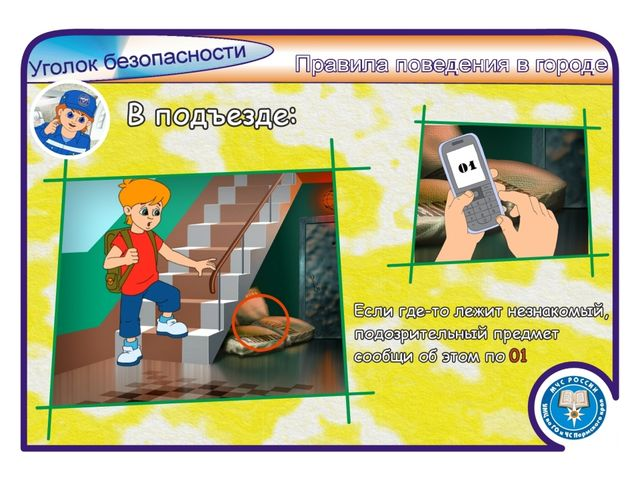 Уголок безопасности
Правила поведения в городе
В подъезде:
01
Если где-то лежит незнакомый,
подозрительный предмет
сообщи об этом по 01
МЧС РОССИИ